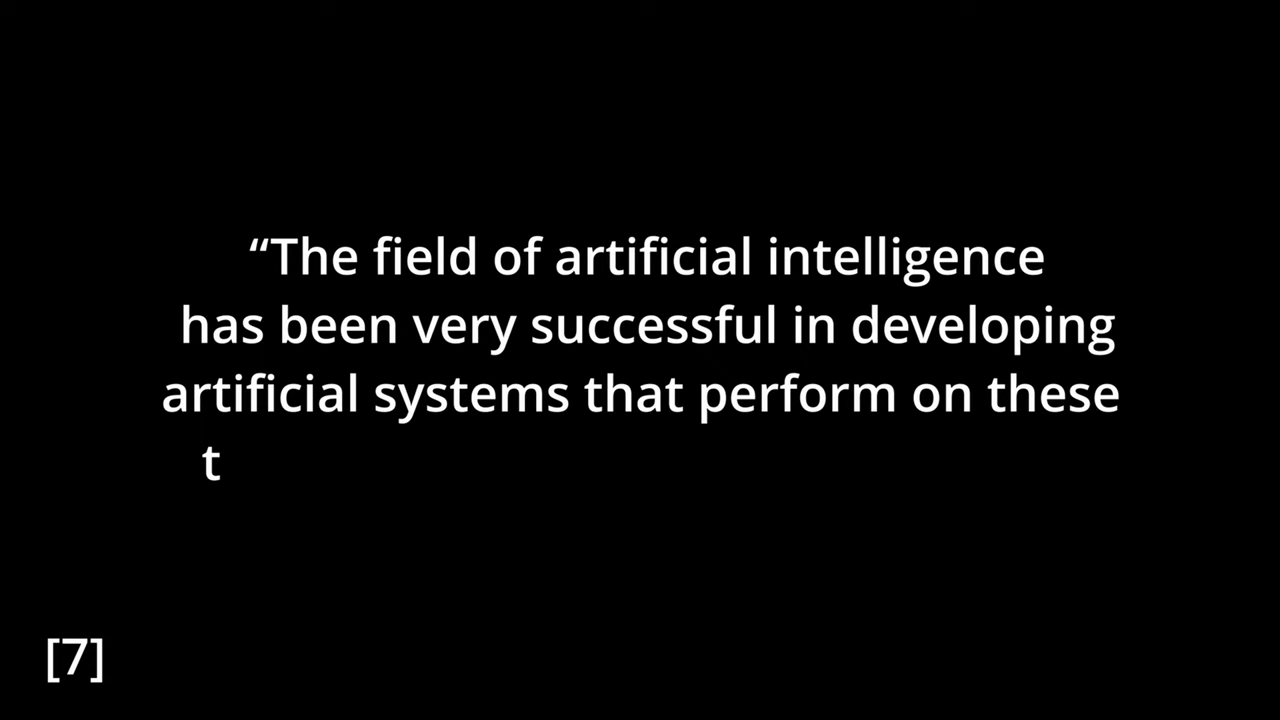 “The field of artificial intelligence
has been very successful in developing
artificial systems that perform on these
t
[7]